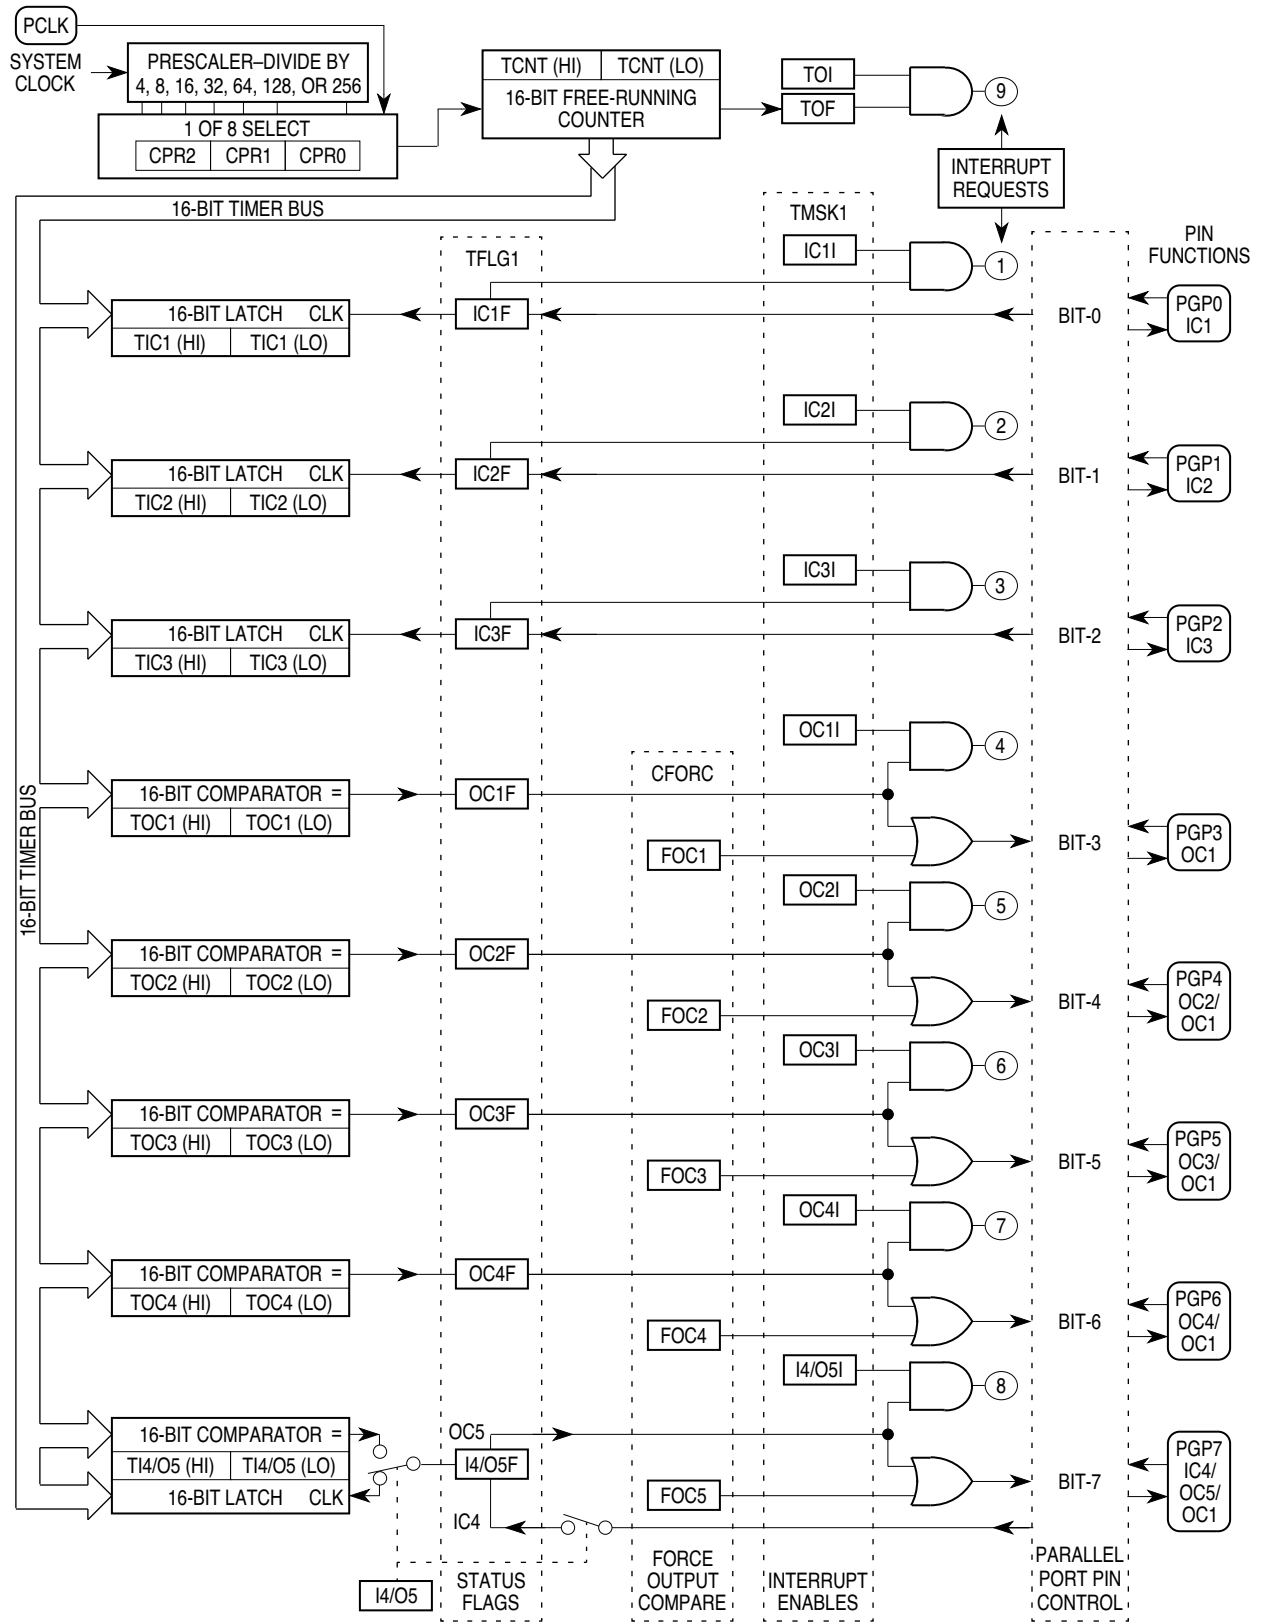 PCLK
SYSTEM
CLOCK
PRESCALER–DIVIDE BY
4, 8, 16, 32, 64, 128, OR 256
1 OF 8 SELECT
CPR2 CPR1 CPR0
TCNT (HI) TCNT (LO)
16-BIT FREE-RUNNING
COUNTER
TOI
TOF
9
INTERRUPT
REQUESTS
16-BIT TIMER BUS
16-BIT TIMER BUS
TFLG1
TMSK1
PIN
FUNCTIONS
IC1I
1
16-BIT LATCH CLK
TIC1 (HI) TIC1 (LO)
IC1F
BIT-0
PGP0
IC1
IC2I
2
16-BIT LATCH CLK
TIC2 (HI) TIC2 (LO)
IC2F
BIT-1
PGP1
IC2
IC3I
3
16-BIT LATCH CLK
TIC3 (HI) TIC3 (LO)
IC3F
BIT-2
PGP2
IC3
OC1I
4
CFORC
16-BIT COMPARATOR =
TOC1 (HI) TOC1 (LO)
OC1F
FOC1
BIT-3
PGP3
OC1
OC2I
5
16-BIT COMPARATOR =
TOC2 (HI) TOC2 (LO)
OC2F
FOC2
BIT-4
PGP4
OC2/
OC1
OC3I
6
16-BIT COMPARATOR =
TOC3 (HI) TOC3 (LO)
OC3F
FOC3
BIT-5
PGP5
OC3/
OC1
OC4I
7
16-BIT COMPARATOR =
TOC4 (HI) TOC4 (LO)
OC4F
FOC4
BIT-6
PGP6
OC4/
OC1
I4/O5I
8
16-BIT COMPARATOR =
TI4/O5 (HI) TI4/O5 (LO)
16-BIT LATCH CLK
OC5
I4/O5F
IC4
FOC5
BIT-7
PGP7
IC4/
OC5/
OC1
I4/O5
STATUS
FLAGS
FORCE
OUTPUT
COMPARE
INTERRUPT
ENABLES
PARALLEL
PORT PIN
CONTROL